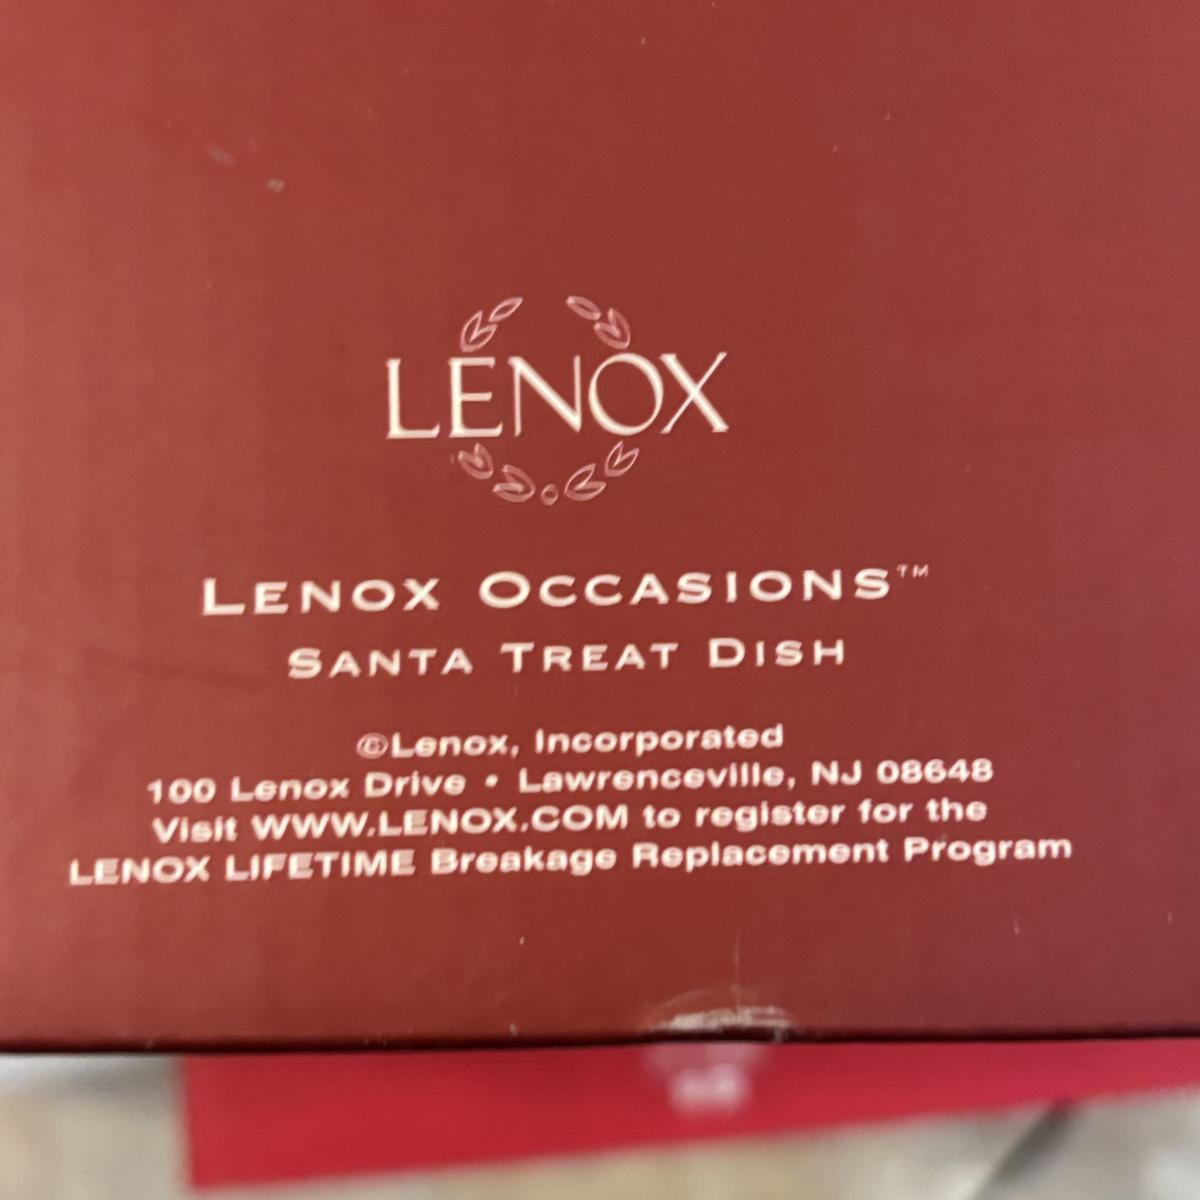 LENOX
LENOX OCCASIONS™
SANTA TREAT DISH
©Lenox, Incorporated
100 Lenox Drive • Lawrenceville, NJ 08648
Visit WWW.LENOX.COM to register for the
LENOX LIFETIME Breakage Replacement Program